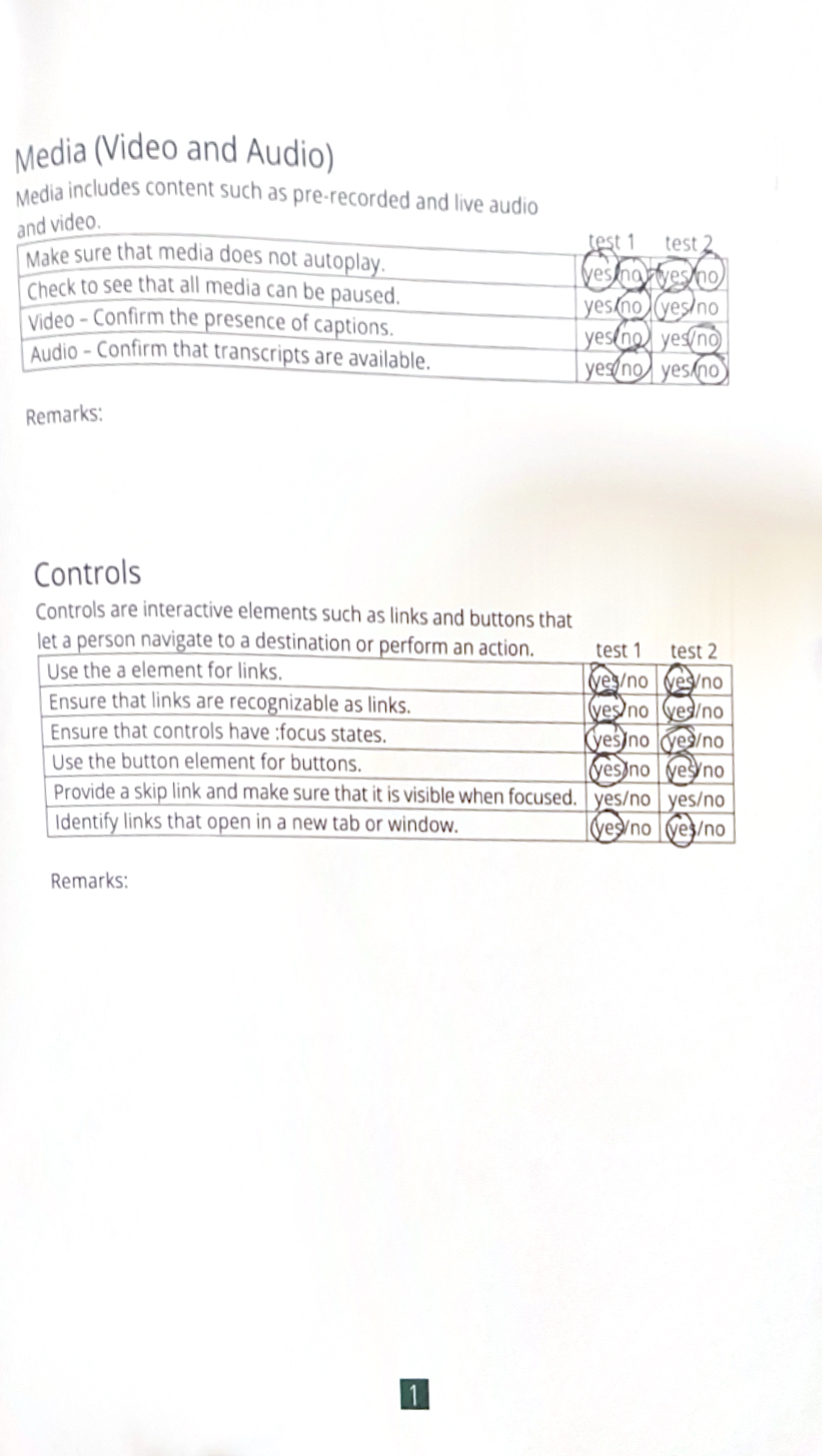 Media (Video and Audio)
Media includes content such as pre-recorded and live audio
and video.
test 1 test 2
Make sure that media does not autoplay. yes/no yes/no
Check to see that all media can be paused. yes/no yes/no
Video – Confirm the presence of captions. yes/no yes/no
Audio – Confirm that transcripts are available. yes/no yes/no
Remarks:
Controls
Controls are interactive elements such as links and buttons that
let a person navigate to a destination or perform an action. test 1 test 2
Use the a element for links. yes/no yes/no
Ensure that links are recognizable as links. yes/no yes/no
Ensure that controls have :focus states. yes/no yes/no
Use the button element for buttons. yes/no yes/no
Provide a skip link and make sure that it is visible when focused. yes/no yes/no
Identify links that open in a new tab or window. yes/no yes/no
Remarks:
1